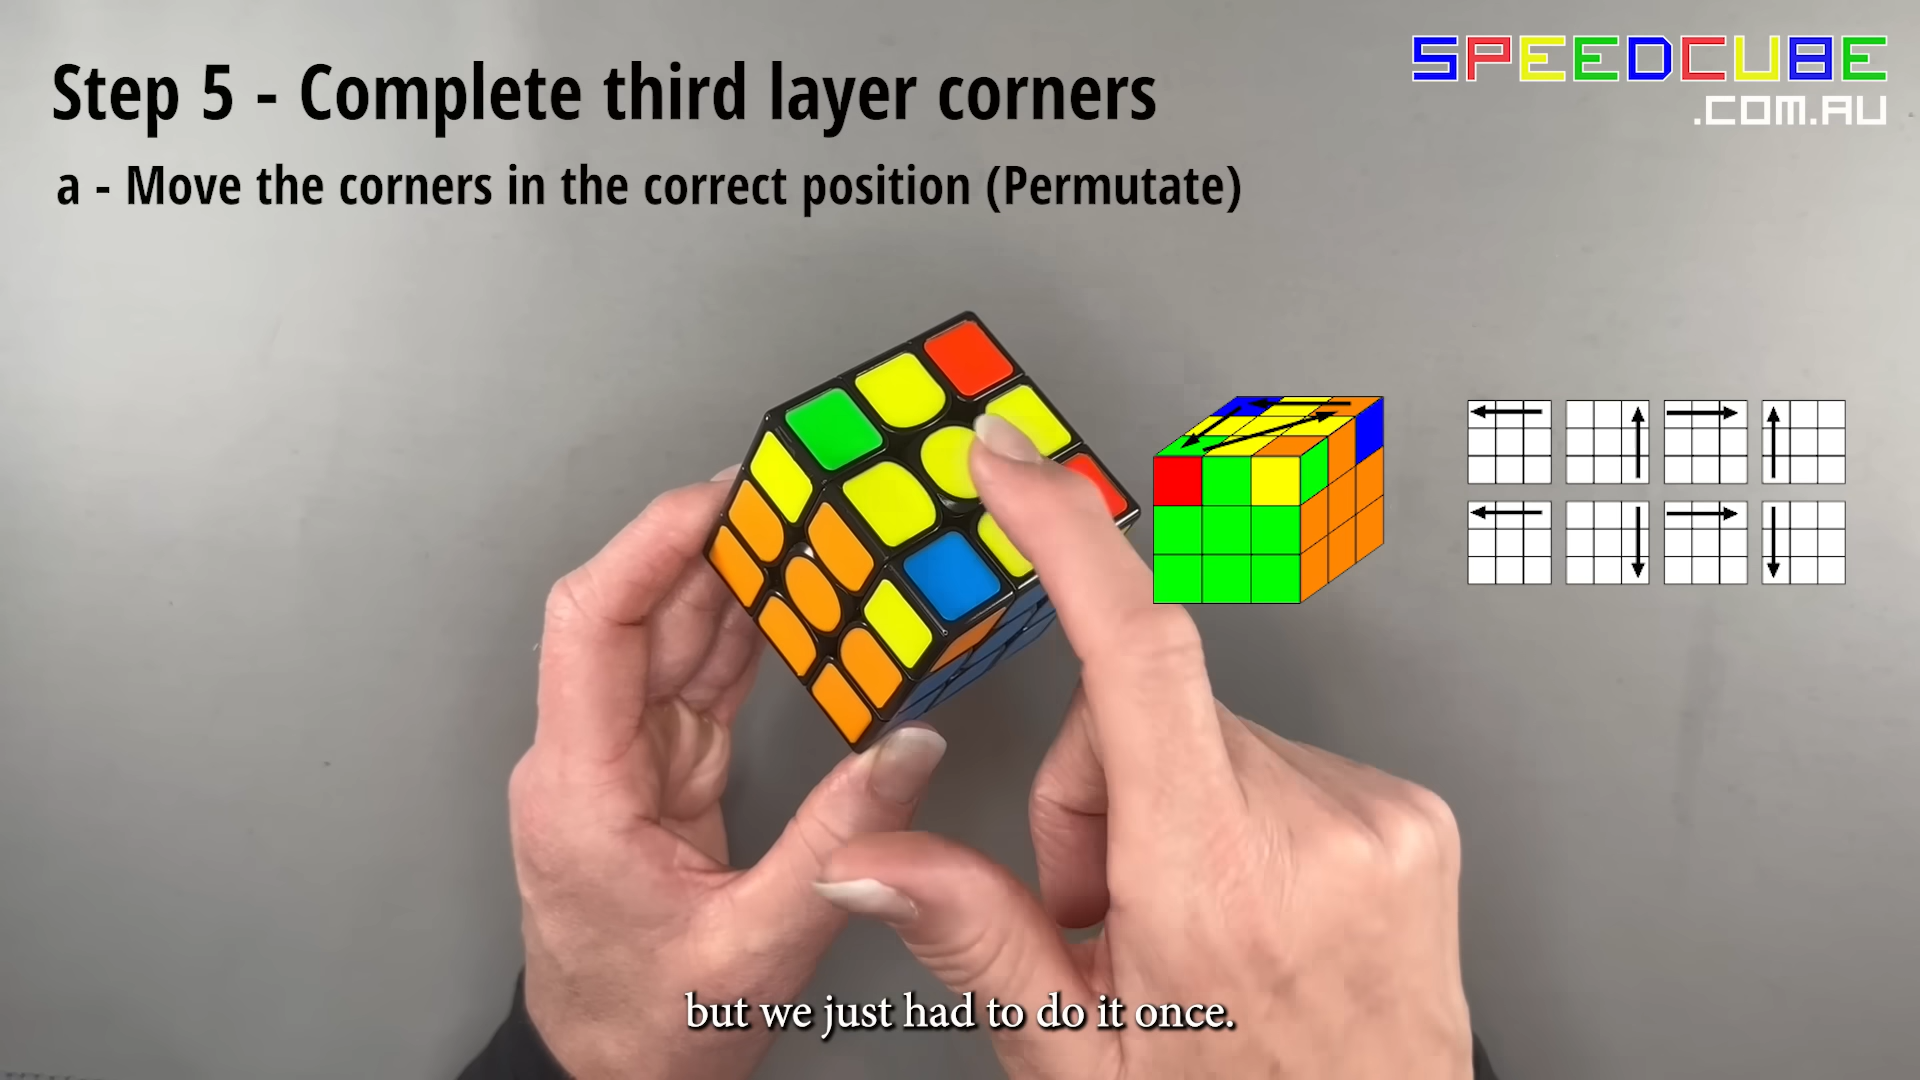 SPEEDCUBE
.COM.AU
Step 5 - Complete third layer corners
a - Move the corners in the correct position (Permutate)
but we just had to do it once.